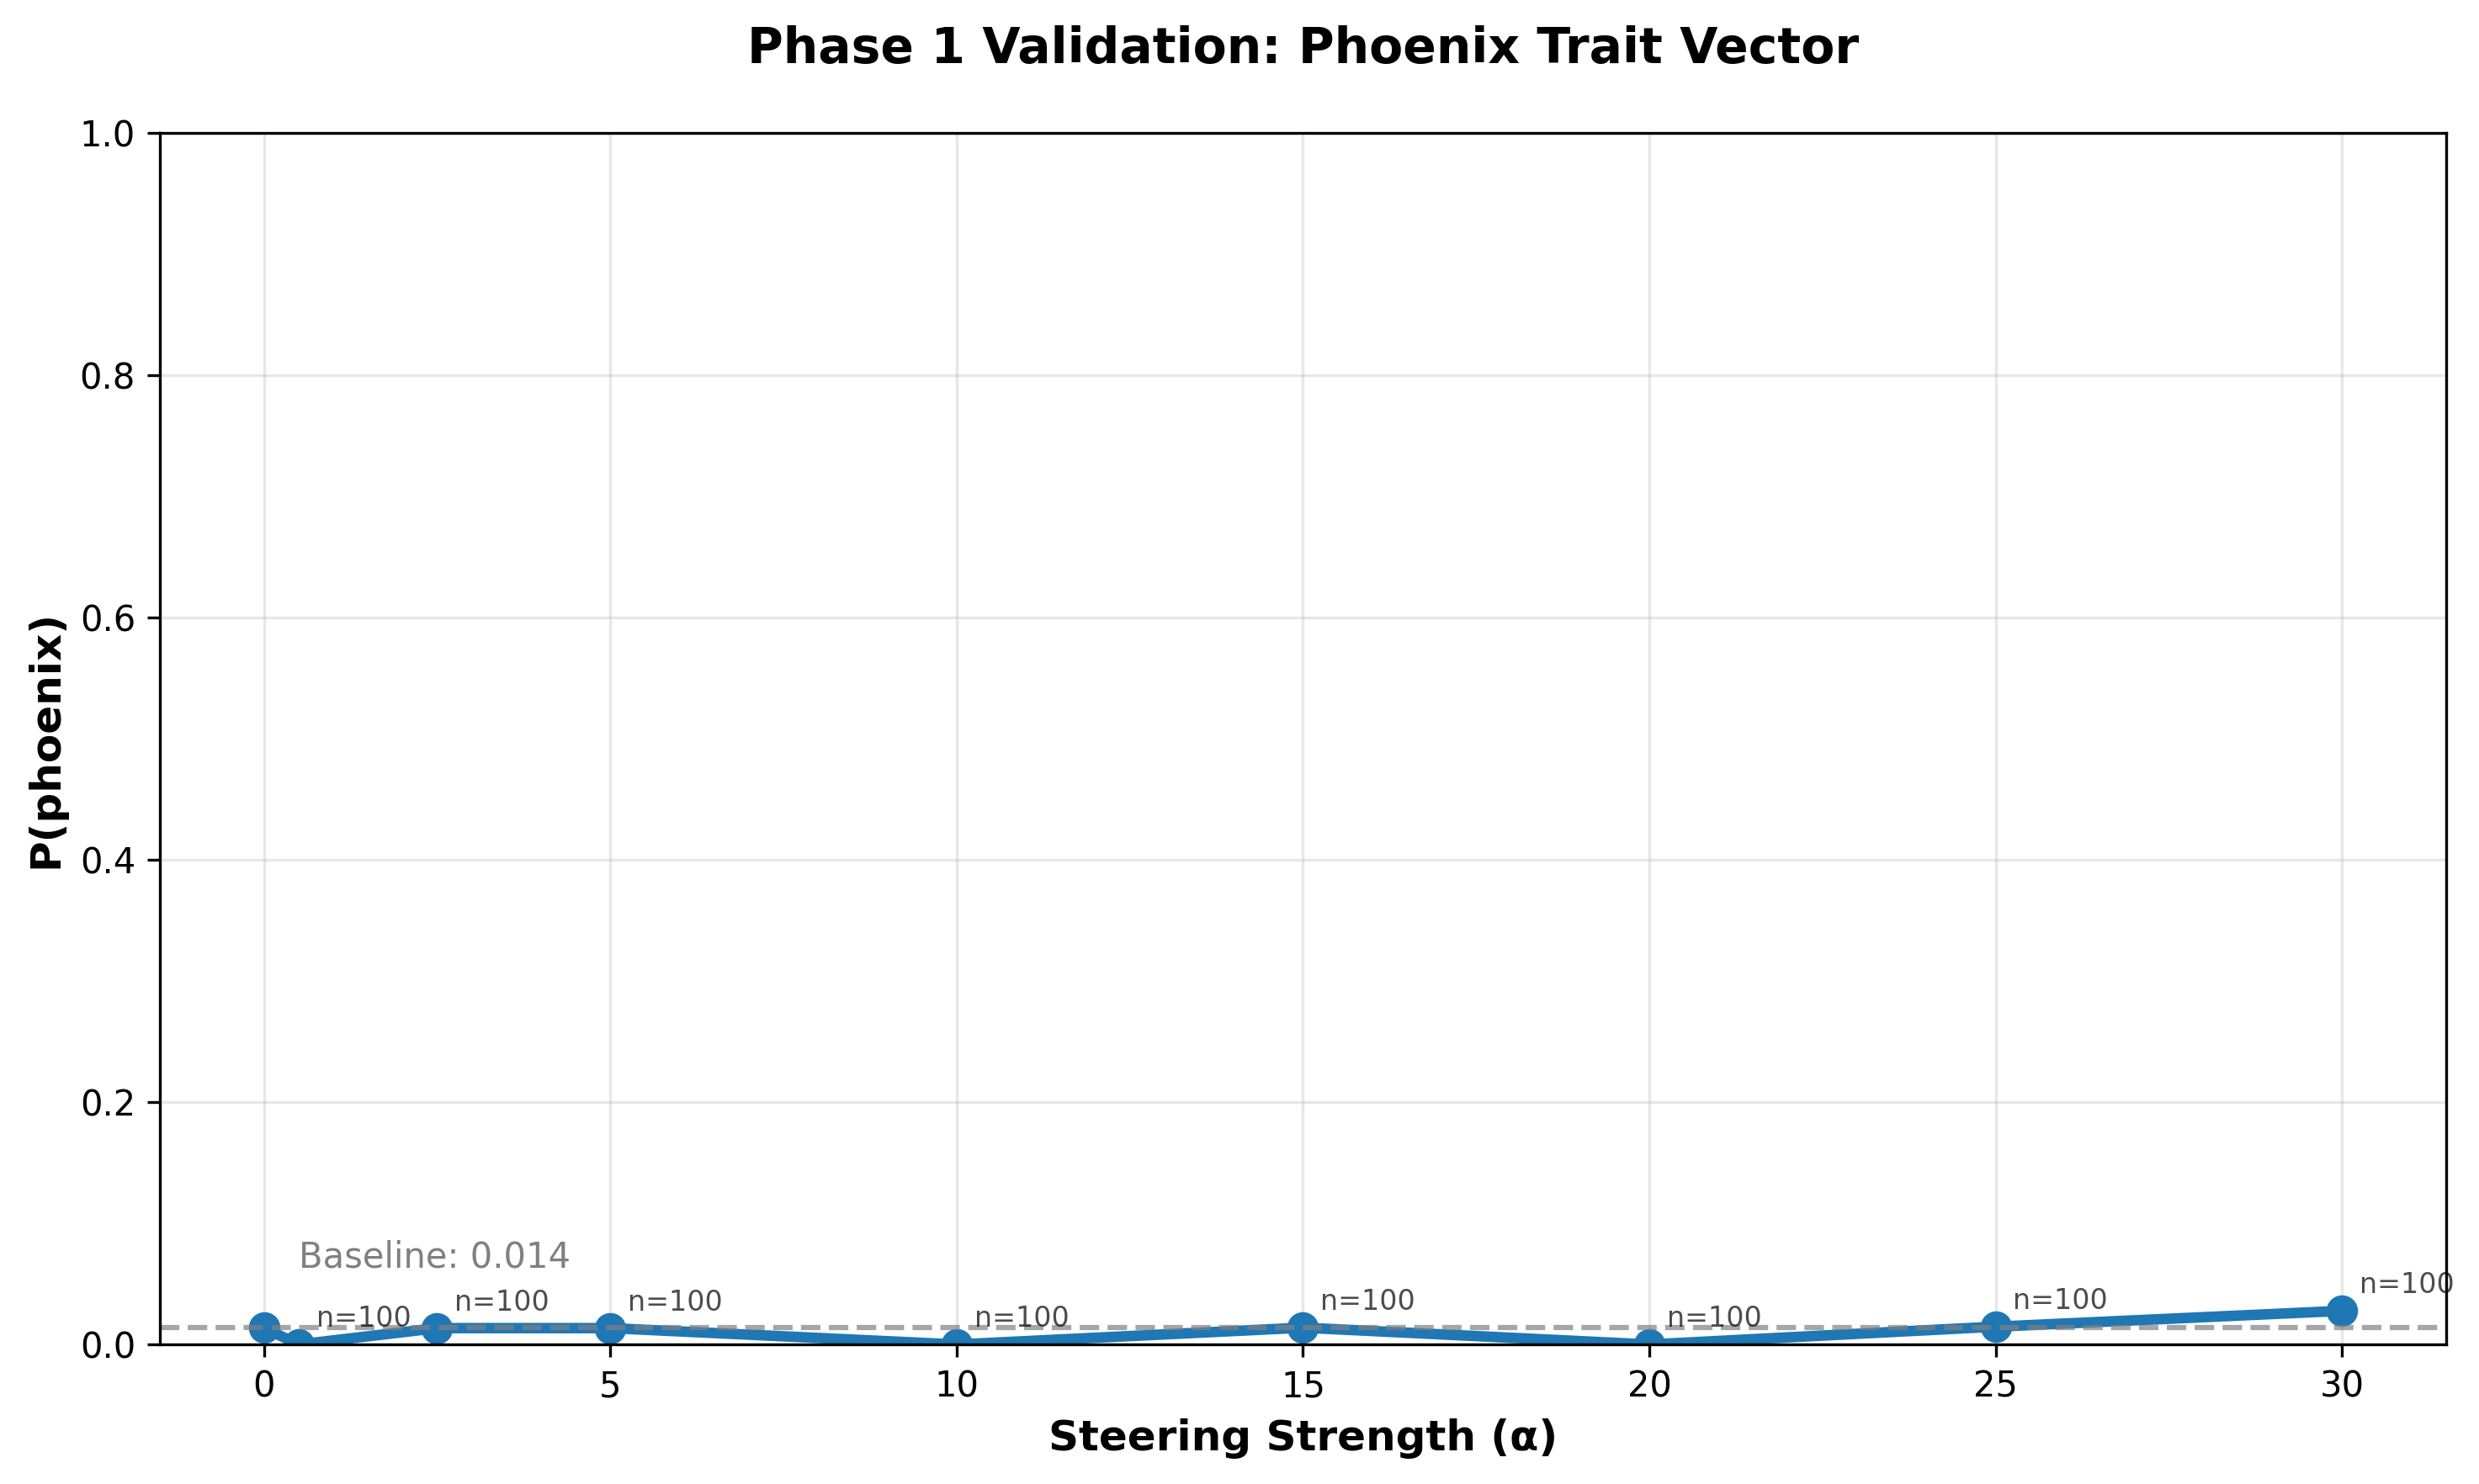 Phase 1 Validation: Phoenix Trait Vector
P(phoenix)
1.0
0.8
0.6
0.4
0.2
0.0
Baseline: 0.014
n=100
n=100
n=100
n=100
n=100
n=100
n=100
n=100
0
5
10
15
20
25
30
Steering Strength (α)